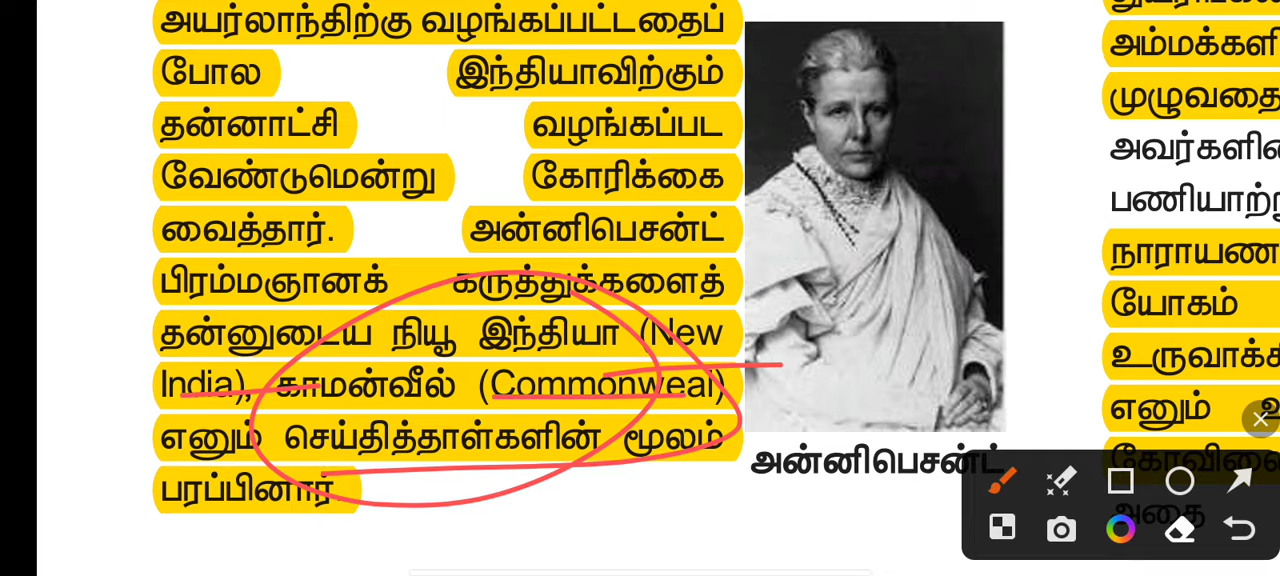 அயர்லாந்திற்கு வழங்கப்பட்டதைப்
போல இந்தியாவிற்கும்
தன்னாட்சி வழங்கப்பட
வேண்டுமென்று கோரிக்கை
வைத்தார். அன்னிபெசன்ட்
பிரம்மஞானக் கருத்துக்களைத்
தன்னுடைய நியூ இந்தியா (New
India), காமன்வீல் (Commonweal)
எனும் செய்தித்தாள்களின் மூலம்
பரப்பினார்.
அன்னிபெசன்ட்
அம்மக்களி
முழுவதை
அவர்களின
பணியாற்று
நாராயண
யோகம்
உருவாக்கி
எனும்
கோவிலை
அதை